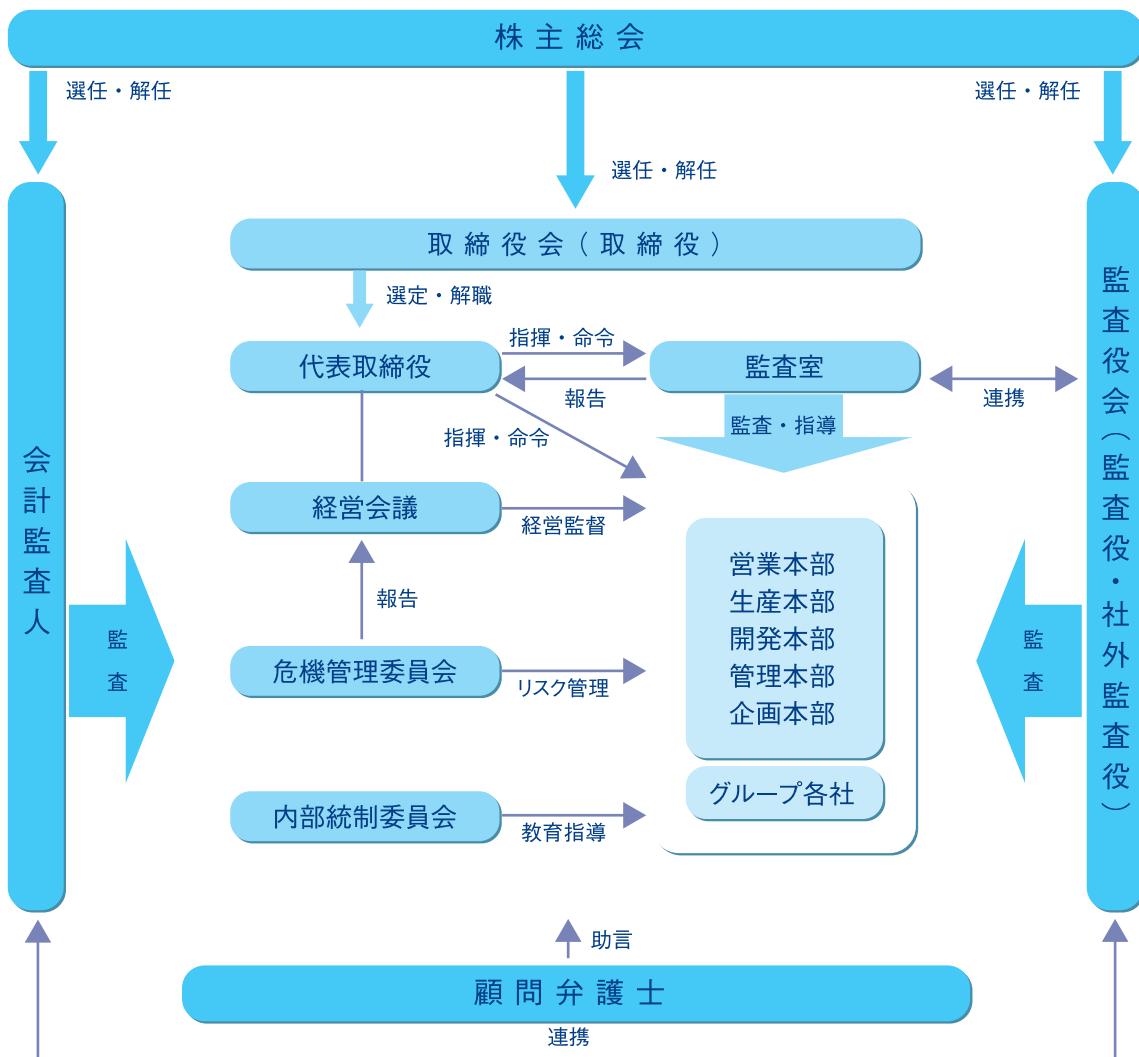 株主総会
選任・解任
選任・解任
選任・解任
取締役会(取締役)
選定・解職
代表取締役
指揮・命令
報告
監査室
連携
指揮・命令
監査・指導
経営会議
経営監督
報告
危機管理委員会
リスク管理
内部統制委員会
教育指導
営業本部
生産本部
開発本部
管理本部
企画本部
グループ各社
会計監査人
監査
監査
監査役会(監査役・社外監査役)
助言
顧問弁護士
連携